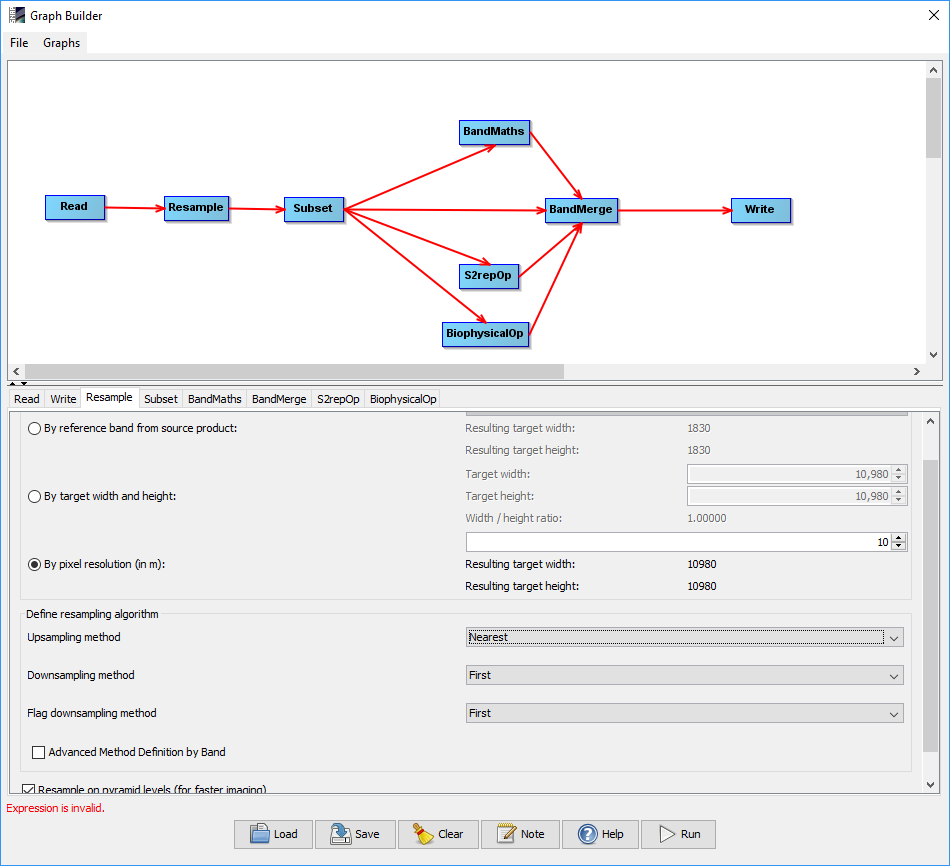 Graph Builder
File Graphs
BandMaths
Read Resample Subset BandMerge Write
S2repOp
BiophysicalOp
Read Write Resample Subset BandMaths BandMerge S2repOp BiophysicalOp
By reference band from source product: Resulting target width: 1830
Resulting target height: 1830
Target width: 10,980
By target width and height: Target height: 10,980
Width / height ratio: 1.00000
10
By pixel resolution (in m): Resulting target width: 10980
Resulting target height: 10980
Define resampling algorithm
Upsampling method Nearest
Downsampling method First
Flag downsampling method First
Advanced Method Definition by Band
Resample on pyramid levels (for faster imaging)
Expression is invalid.
Load Save Clear Note Help Run